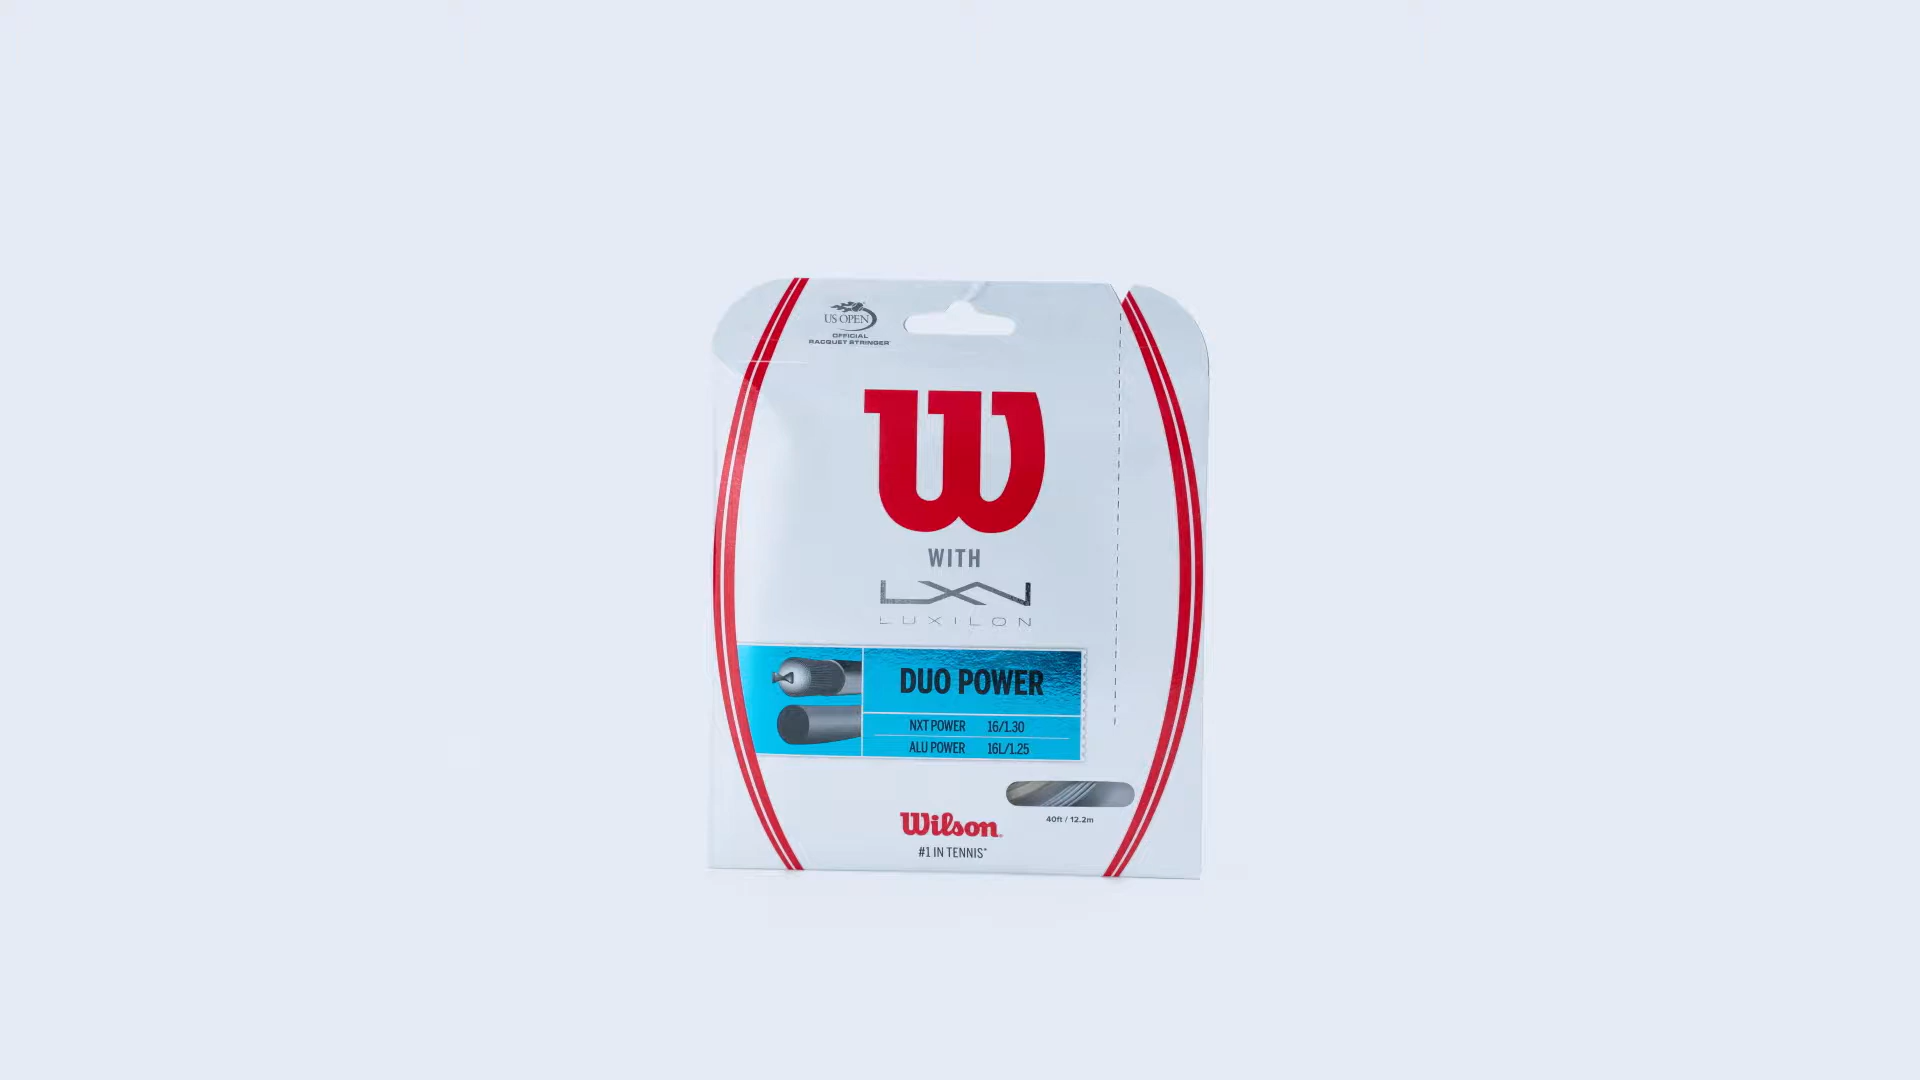 US OPEN
OFFICIAL
RACQUET STRINGER
W
WITH
LXN
LUXILON
DUO POWER
NXT POWER 16/1.30
ALU POWER 16L/1.25
40ft / 12.2m
Wilson
#1 IN TENNIS*